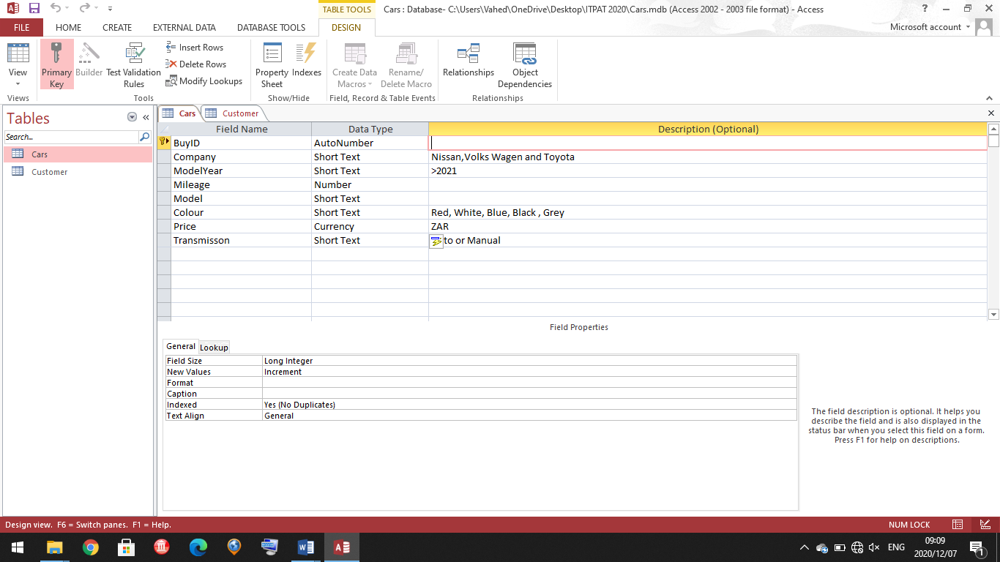 TABLE TOOLS
Cars : Database- C:\Users\Vahed\OneDrive\Desktop\ITPAT 2020\Cars.mdb (Access 2002 - 2003 file format) - Access
FILE HOME CREATE EXTERNAL DATA DATABASE TOOLS DESIGN Microsoft account
View
Primary Key
Builder
Test Validation Rules
Insert Rows
Delete Rows
Modify Lookups
Property Sheet
Indexes
Create Data Macros
Rename/ Delete Macro
Relationships
Object Dependencies
Views Tools Show/Hide Field, Record & Table Events Relationships
Tables
Search...
Cars
Customer
Cars Customer
Field Name Data Type Description (Optional)
BuyID AutoNumber
Company Short Text Nissan,Volks Wagen and Toyota
ModelYear Short Text >2021
Mileage Number
Model Short Text
Colour Short Text Red, White, Blue, Black , Grey
Price Currency ZAR
Transmisson Short Text to or Manual
Field Properties
General Lookup
Field Size Long Integer
New Values Increment
Format
Caption
Indexed Yes (No Duplicates)
Text Align General
The field description is optional. It helps you
describe the field and is also displayed in the
status bar when you select this field on a form.
Press F1 for help on descriptions.
Design view. F6 = Switch panes. F1 = Help. NUM LOCK
ENG
09:09
2020/12/07
1